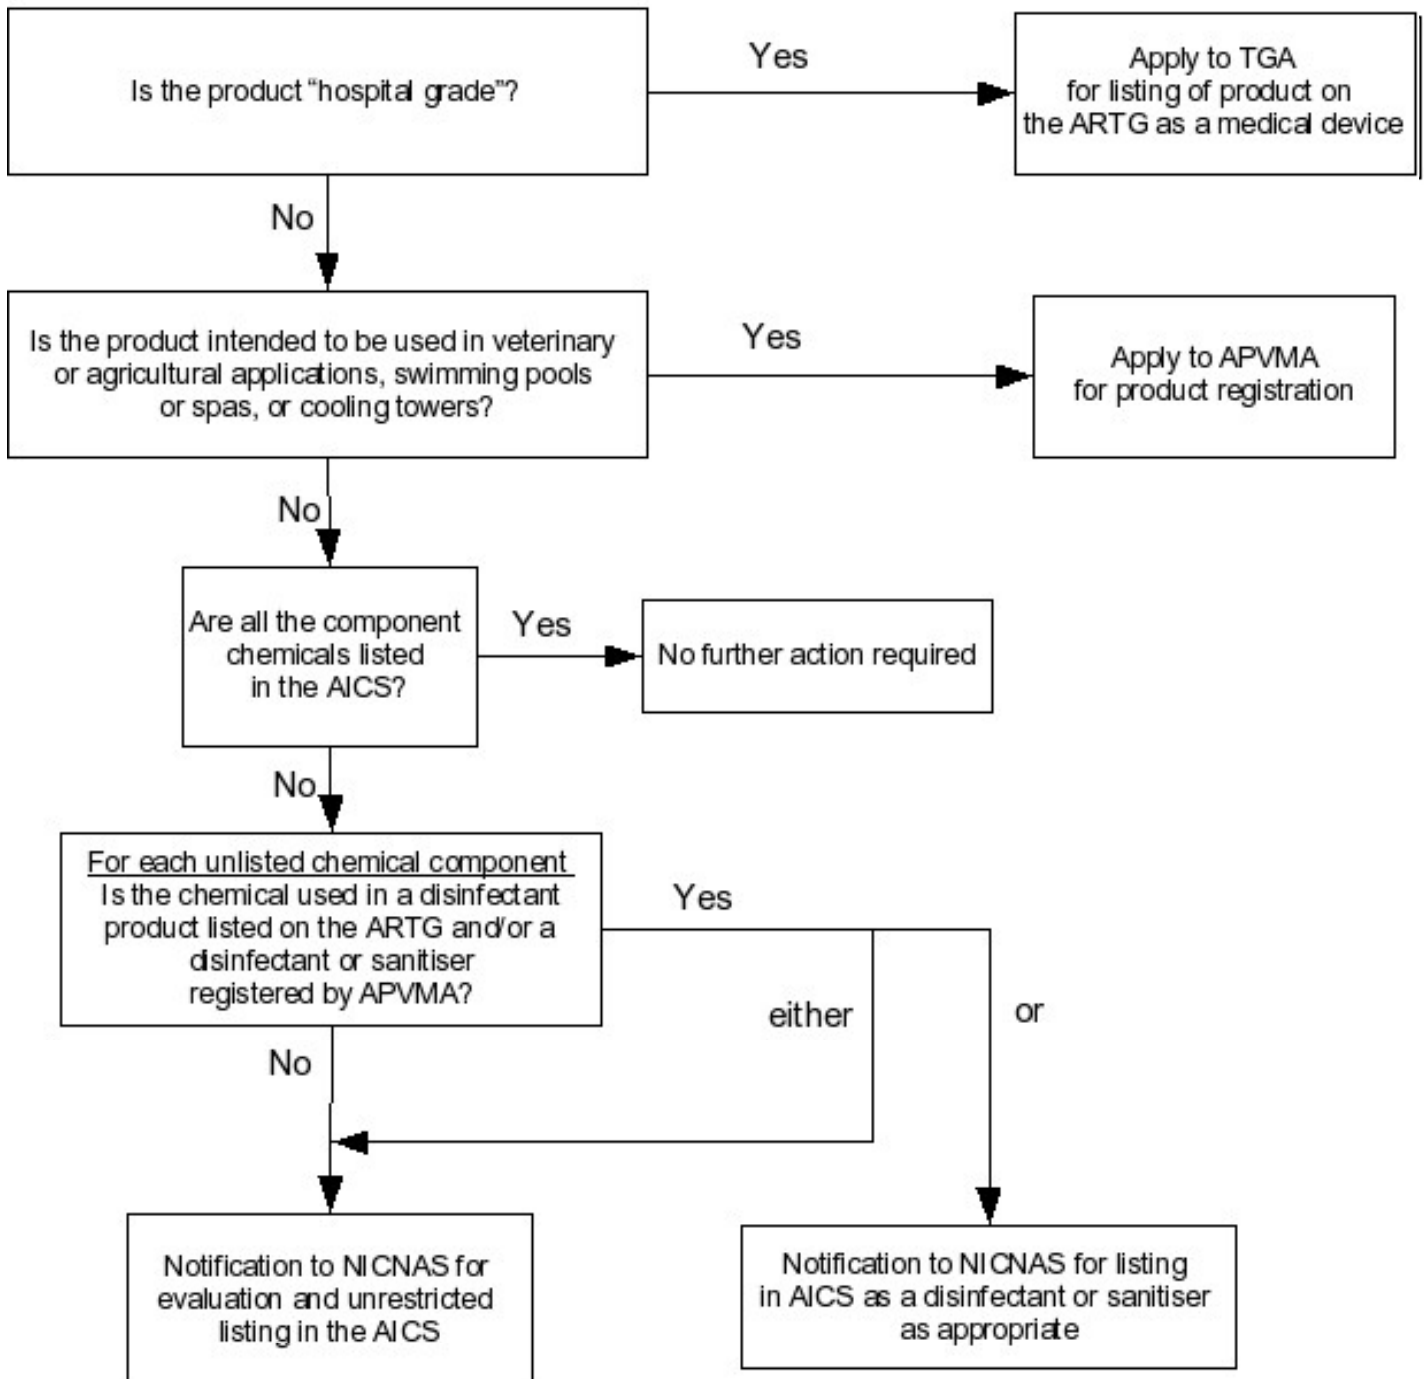 Is the product “hospital grade”?
Yes
Apply to TGA
for listing of product on
the ARTG as a medical device
No
Is the product intended to be used in veterinary
or agricultural applications, swimming pools
or spas, or cooling towers?
Yes
Apply to APVMA
for product registration
No
Are all the component
chemicals listed
in the AICS?
Yes
No further action required
No
For each unlisted chemical component
Is the chemical used in a disinfectant
product listed on the ARTG and/or a
disinfectant or sanitiser
registered by APVMA?
Yes
either
or
No
Notification to NICNAS for
evaluation and unrestricted
listing in the AICS
Notification to NICNAS for listing
in AICS as a disinfectant or sanitiser
as appropriate